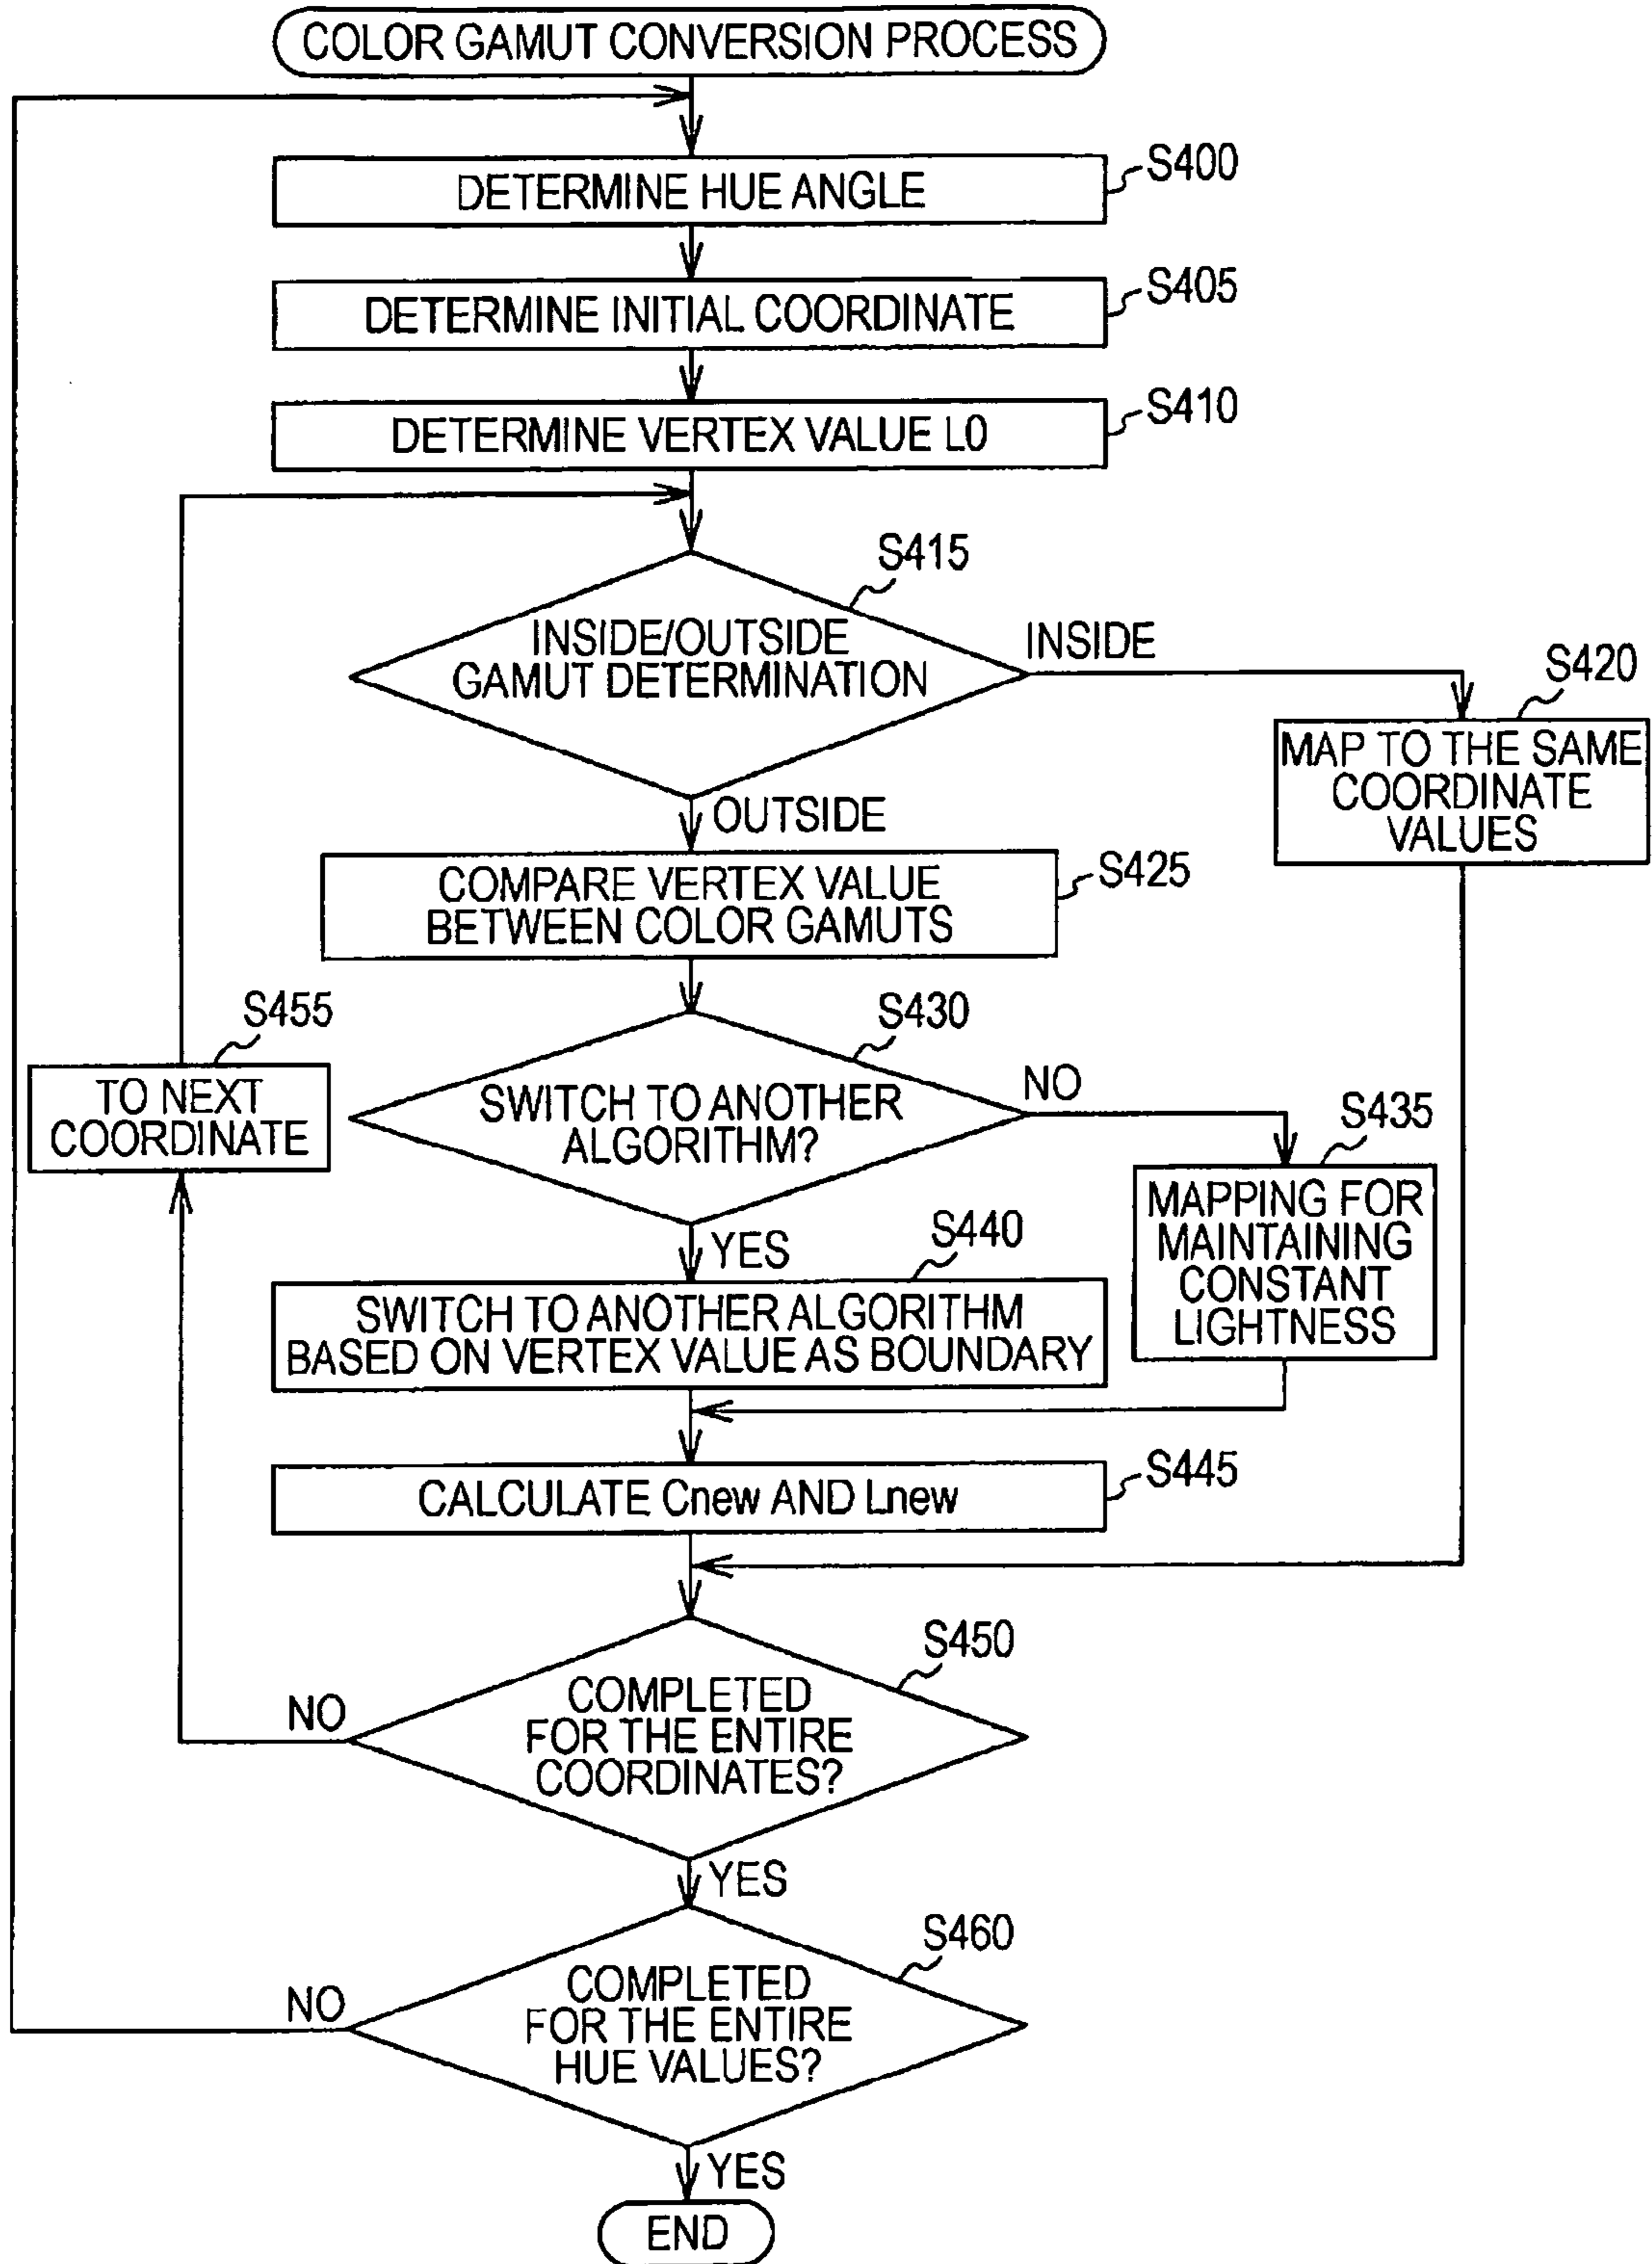 COLOR GAMUT CONVERSION PROCESS
S400
DETERMINE HUE ANGLE
S405
DETERMINE INITIAL COORDINATE
S410
DETERMINE VERTEX VALUE L0
S415
INSIDE/OUTSIDE
GAMUT DETERMINATION
INSIDE
S420
MAP TO THE SAME
COORDINATE
VALUES
OUTSIDE
S425
COMPARE VERTEX VALUE
BETWEEN COLOR GAMUTS
S455
TO NEXT
COORDINATE
S430
SWITCH TO ANOTHER
ALGORITHM?
NO
S435
MAPPING FOR
MAINTAINING
CONSTANT
LIGHTNESS
YES
S440
SWITCH TO ANOTHER ALGORITHM
BASED ON VERTEX VALUE AS BOUNDARY
S445
CALCULATE Cnew AND Lnew
S450
COMPLETED
FOR THE ENTIRE
COORDINATES?
NO
YES
S460
COMPLETED
FOR THE ENTIRE
HUE VALUES?
NO
YES
END